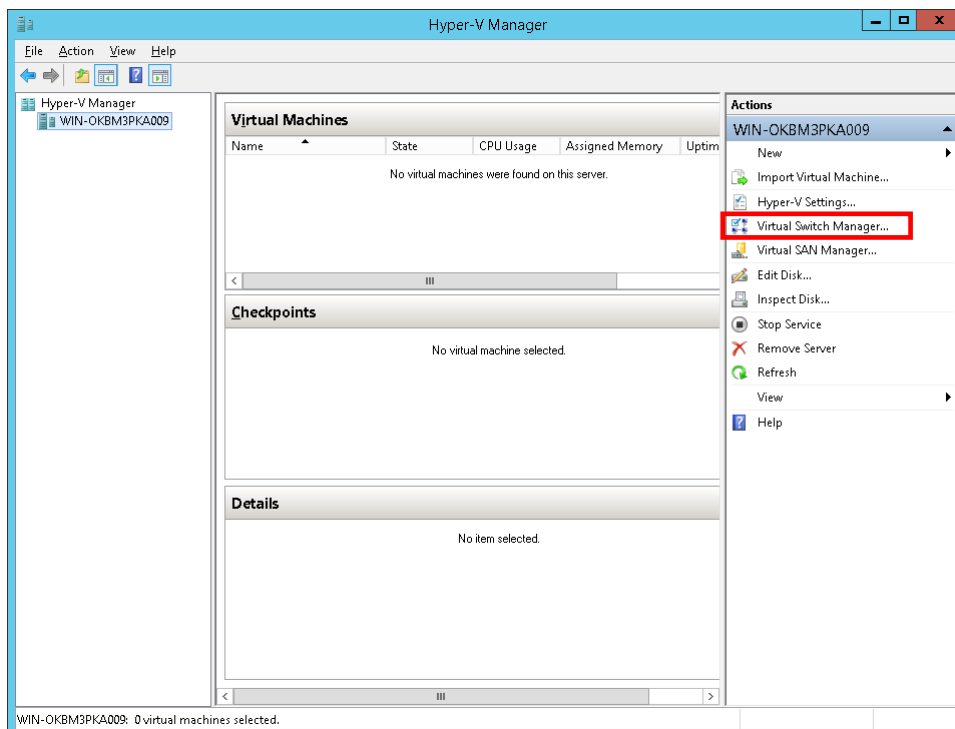 Hyper-V Manager
File Action View Help
Hyper-V Manager
WIN-OKBM3PKA009
Virtual Machines
Name State CPU Usage Assigned Memory Uptim
No virtual machines were found on this server.
Checkpoints
No virtual machine selected.
Details
No item selected.
Actions
WIN-OKBM3PKA009
New
Import Virtual Machine...
Hyper-V Settings...
Virtual Switch Manager...
Virtual SAN Manager...
Edit Disk...
Inspect Disk...
Stop Service
Remove Server
Refresh
View
Help
WIN-OKBM3PKA009: 0 virtual machines selected.